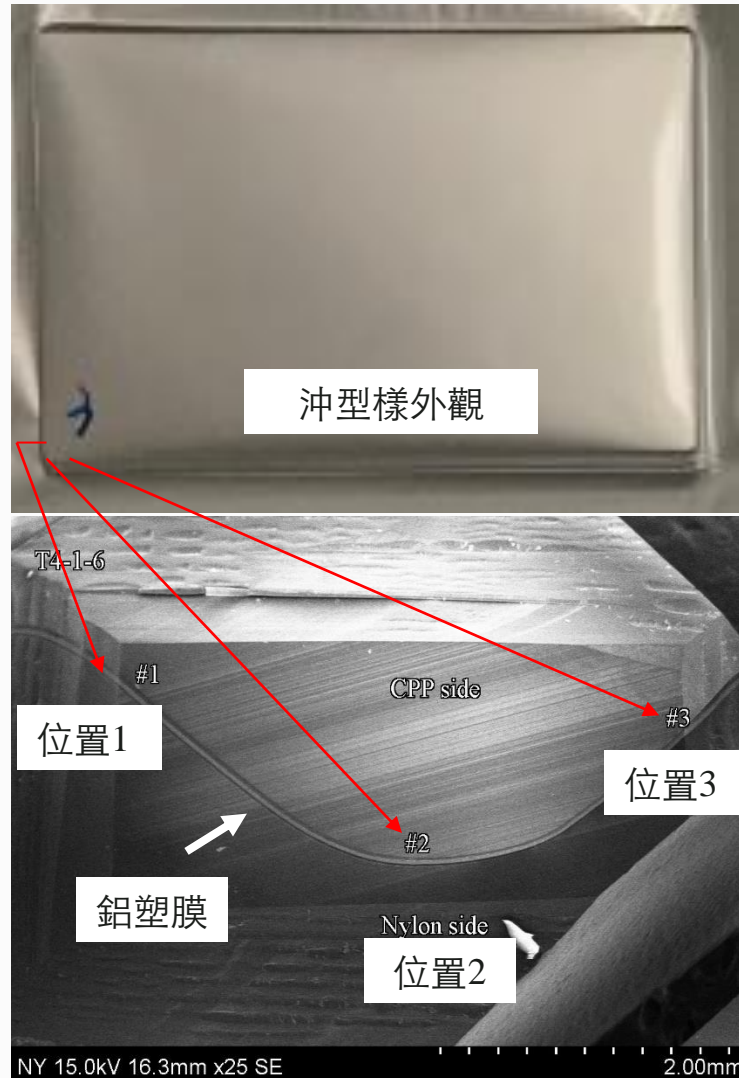 沖型樣外觀
T4-1-6
#1
CPP side
#3
位置1
位置3
#2
鋁塑膜
Nylon side
位置2
NY 15.0kV 16.3mm x25 SE
2.00mm